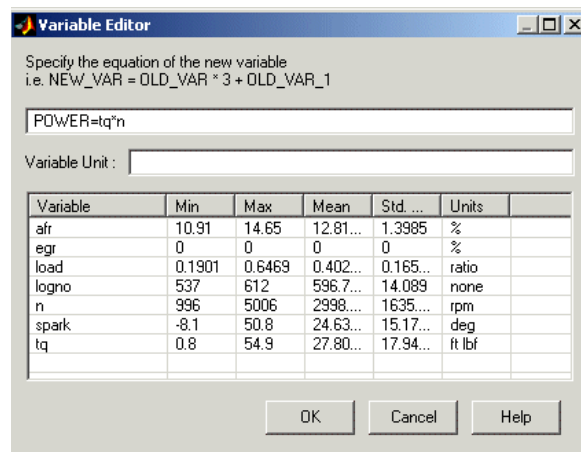 Variable Editor
Specify the equation of the new variable
i.e. NEW_VAR = OLD_VAR * 3 + OLD_VAR_1
POWER=tq*n
Variable Unit :
Variable Min Max Mean Std. ... Units
afr 10.91 14.65 12.81... 1.3985 %
egr 0 0 0 0 %
load 0.1901 0.6469 0.402... 0.165... ratio
logno 537 612 596.7... 14.089 none
n 996 5006 2998.... 1635.... rpm
spark -8.1 50.8 24.63... 15.17... deg
tq 0.8 54.9 27.80... 17.94... ft lbf
OK Cancel Help